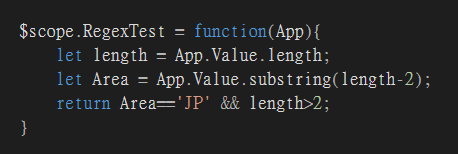 $scope.RegexTest = function(App){
    let length = App.Value.length;
    let Area = App.Value.substring(length-2);
    return Area=='JP' && length>2;
}